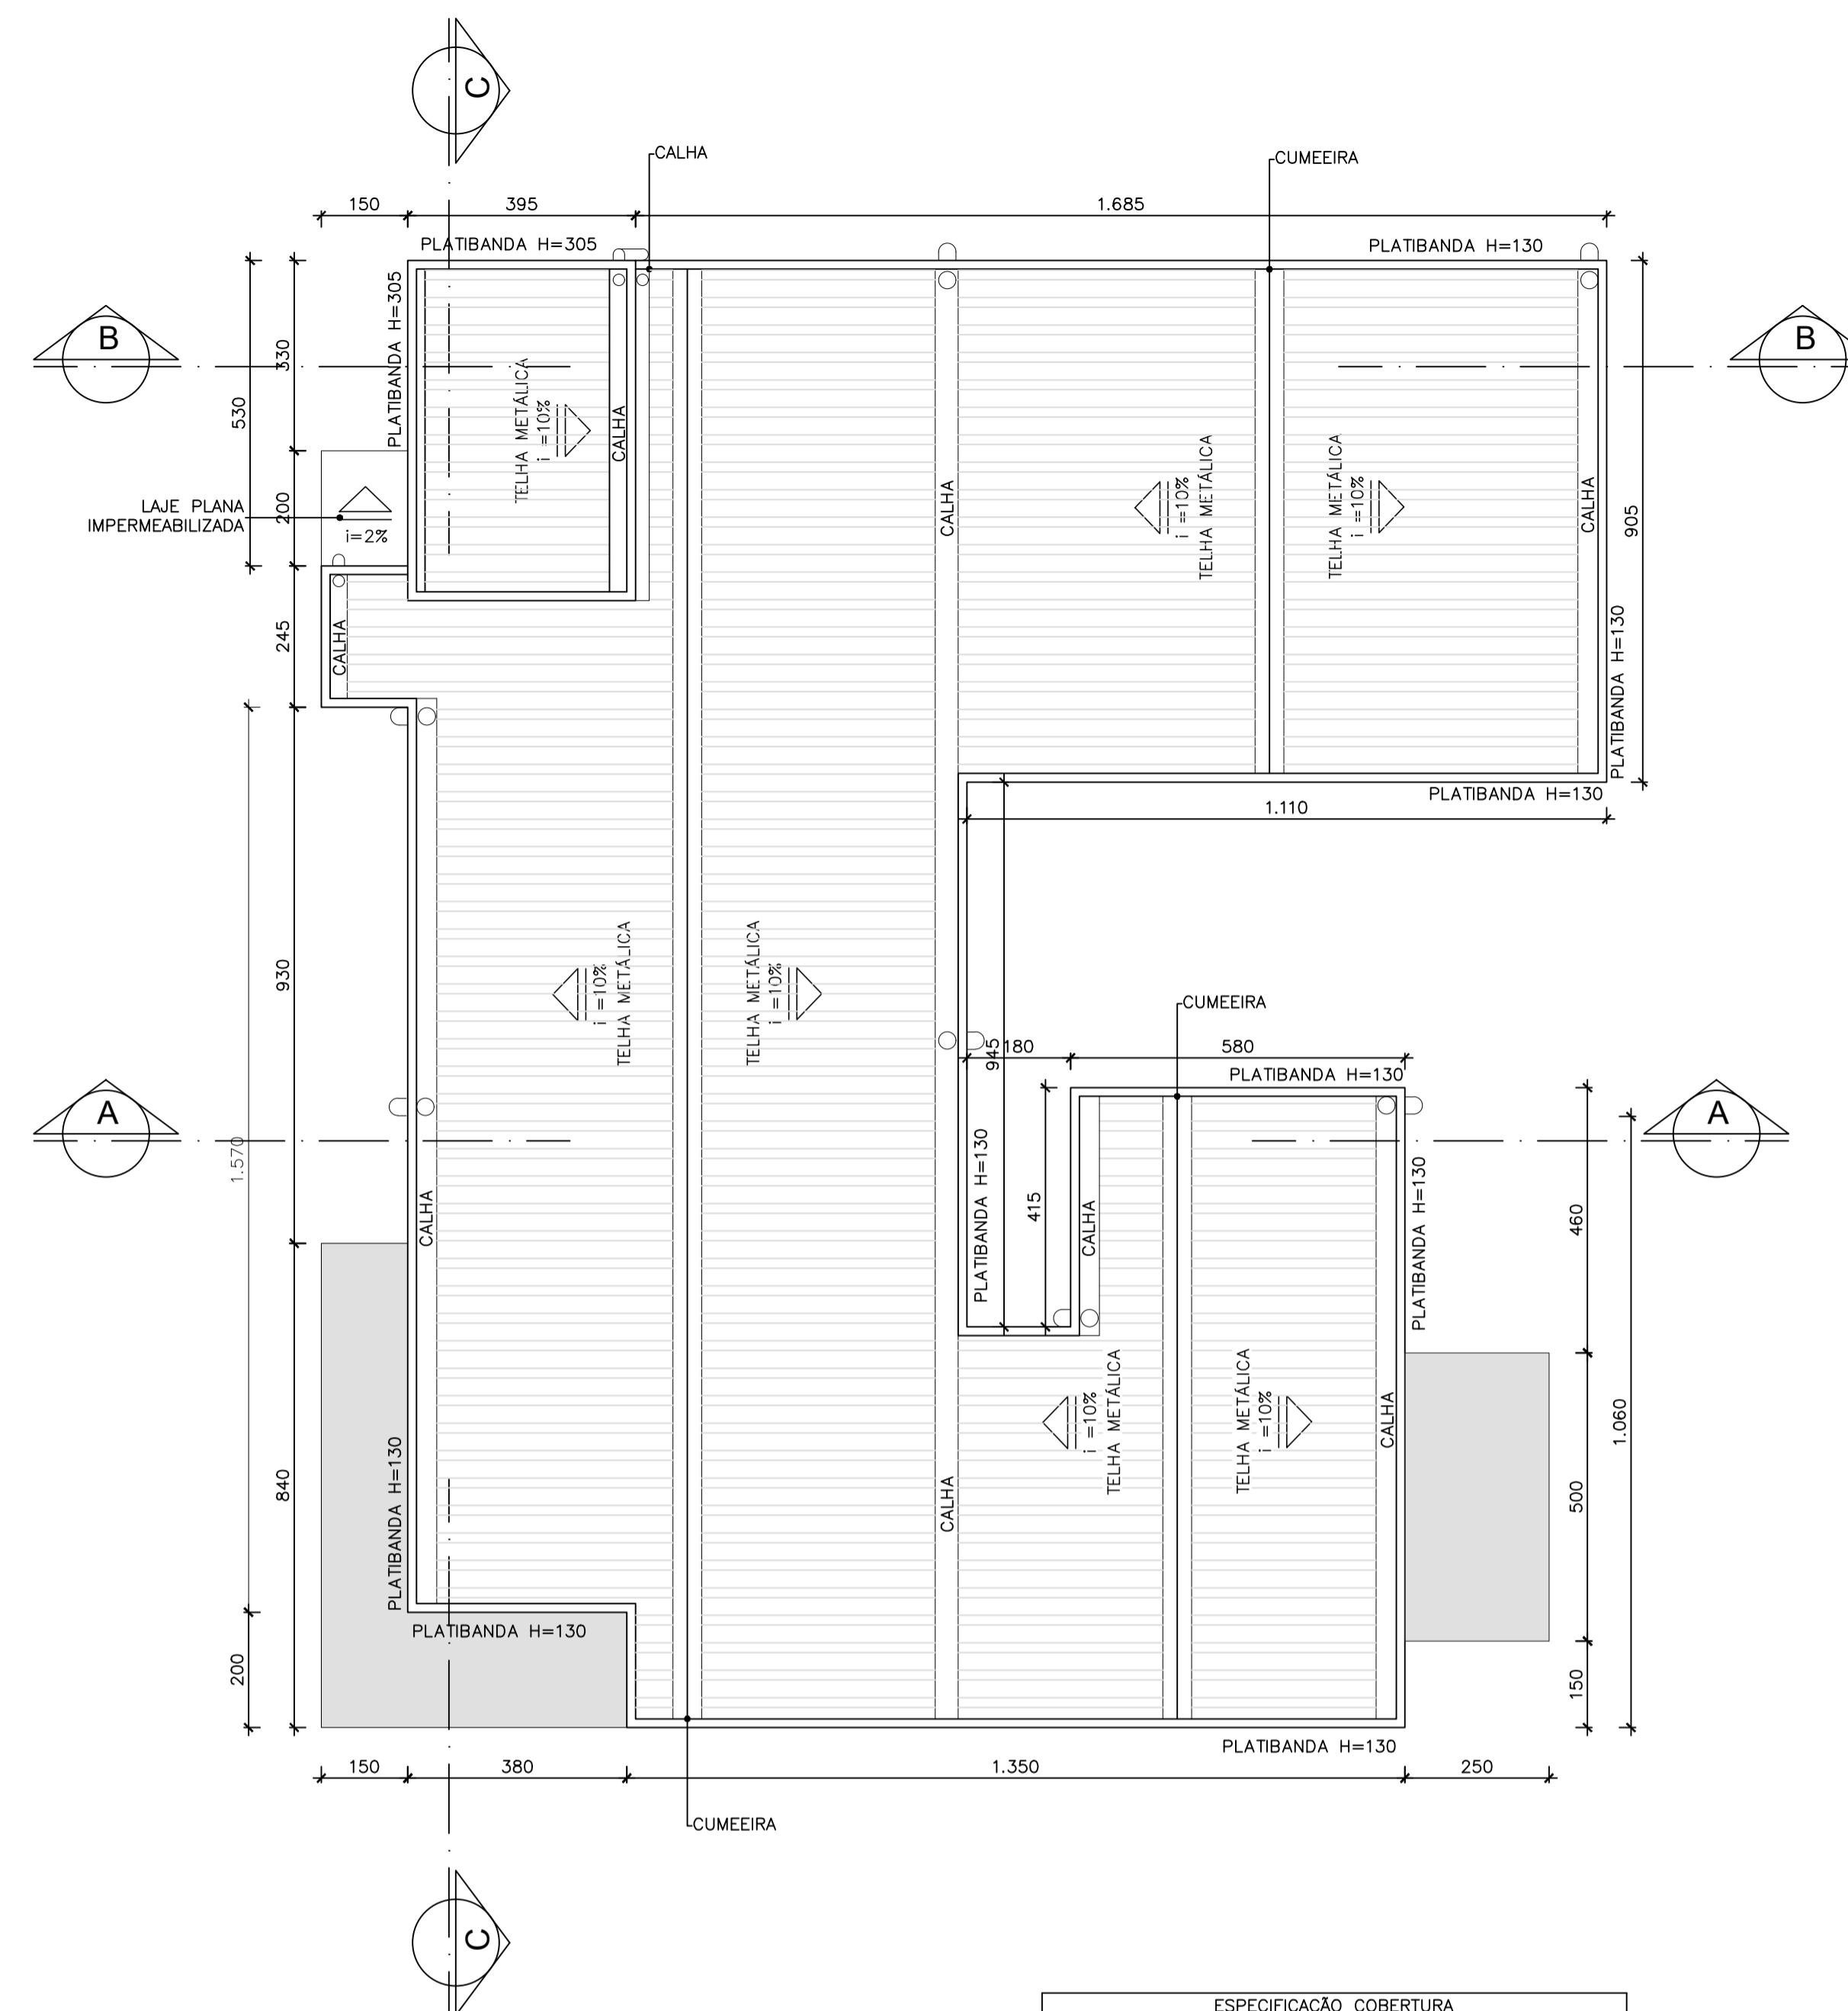 C
CALHA
CUMEEIRA
150
395
1.685
PLATIBANDA H=305
PLATIBANDA H=130
PLATIBANDA H=305
B
B
330
530
TELHA METÁLICA
i =10%
CALHA
CALHA
TELHA METÁLICA
i =10%
TELHA METÁLICA
i =10%
CALHA
905
LAJE PLANA
IMPERMEABILIZADA
200
i=2%
245
CALHA
PLATIBANDA H=130
PLATIBANDA H=130
1.110
930
TELHA METÁLICA
i =10%
TELHA METÁLICA
i =10%
CUMEEIRA
945
180
580
PLATIBANDA H=130
A
A
1.570
CALHA
PLATIBANDA H=130
415
CALHA
PLATIBANDA H=130
460
TELHA METÁLICA
i =10%
TELHA METÁLICA
i =10%
CALHA
1.060
840
PLATIBANDA H=130
CALHA
500
PLATIBANDA H=130
200
150
PLATIBANDA H=130
150
380
1.350
250
CUMEEIRA
C
ESPECIFICAÇÃO COBERTURA